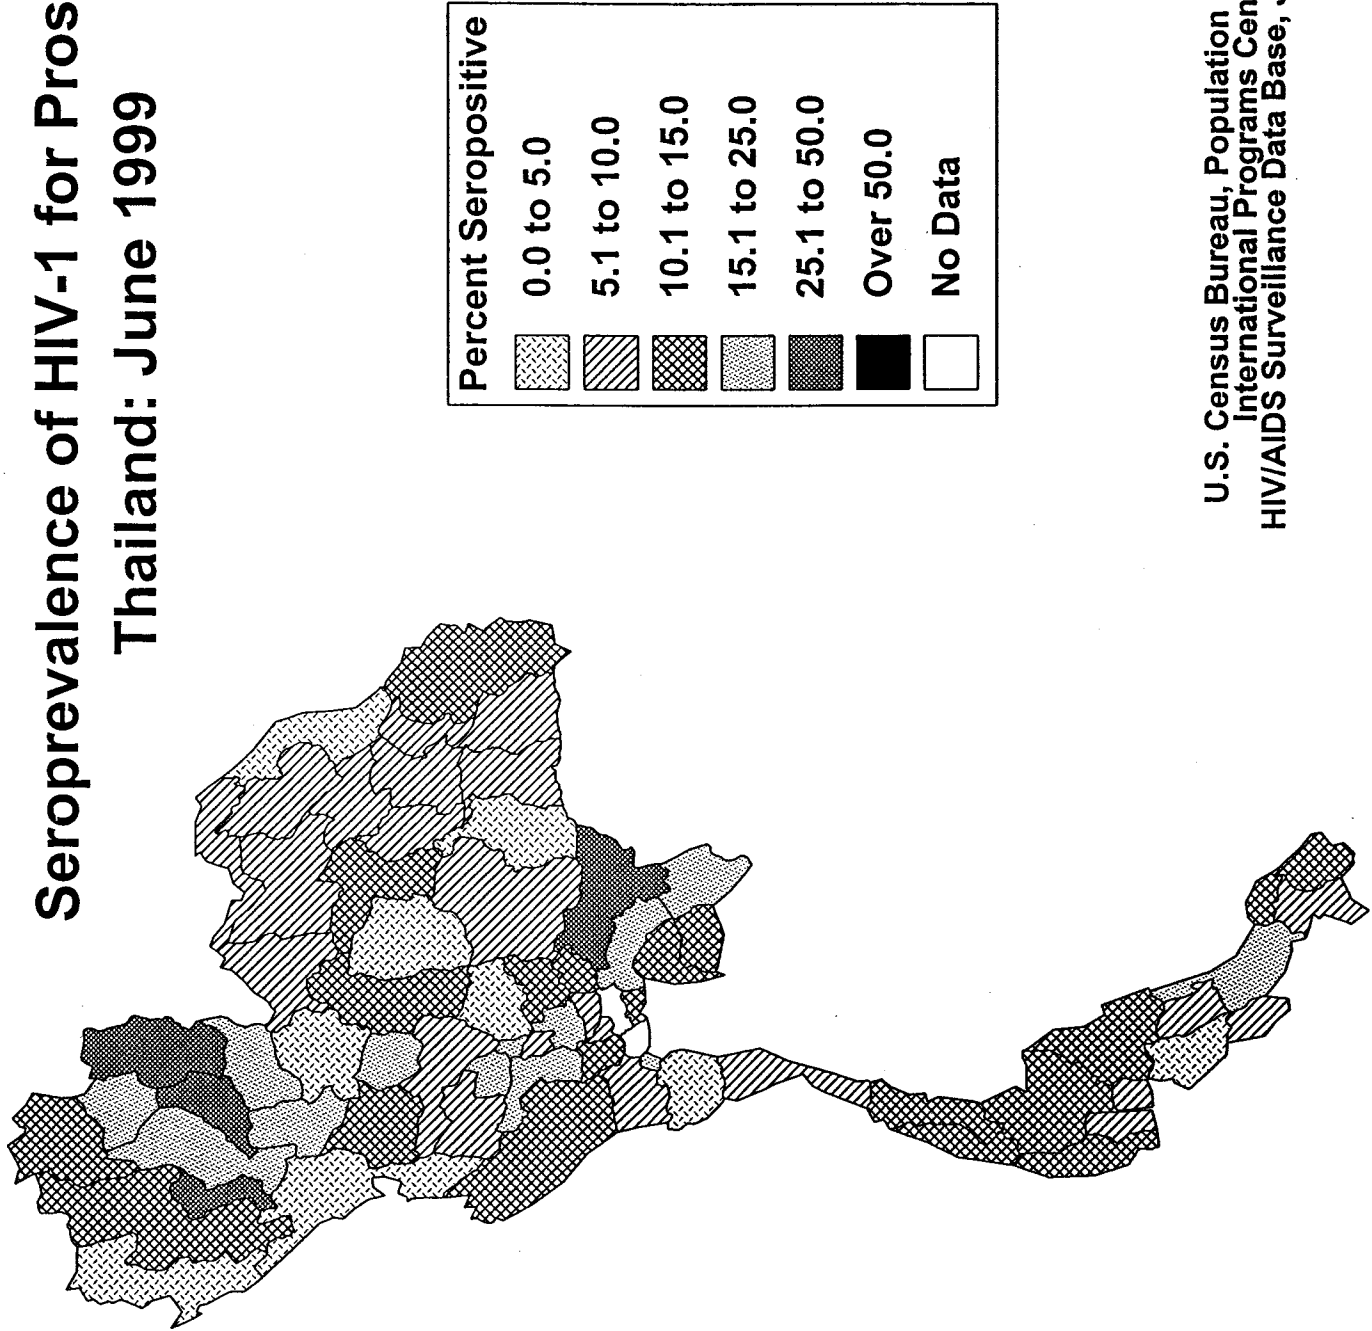 Seroprevalence of HIV-1 for Pros
Thailand: June 1999
Percent Seropositive
0.0 to 5.0
5.1 to 10.0
10.1 to 15.0
15.1 to 25.0
25.1 to 50.0
Over 50.0
No Data
U.S. Census Bureau, Population
International Programs Cen
HIV/AIDS Surveillance Data Base,